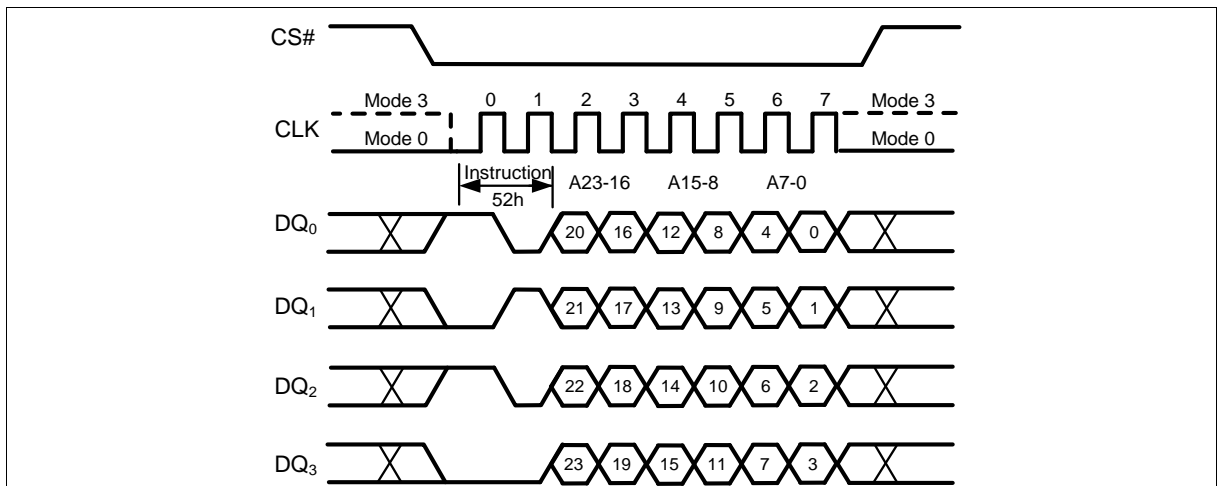 CS#
0 1 2 3 4 5 6 7
Mode 3 Mode 3
CLK
Mode 0 Mode 0
Instruction
52h
A23-16 A15-8 A7-0
DQ0
20 16 12 8 4 0
DQ1
21 17 13 9 5 1
DQ2
22 18 14 10 6 2
DQ3
23 19 15 11 7 3